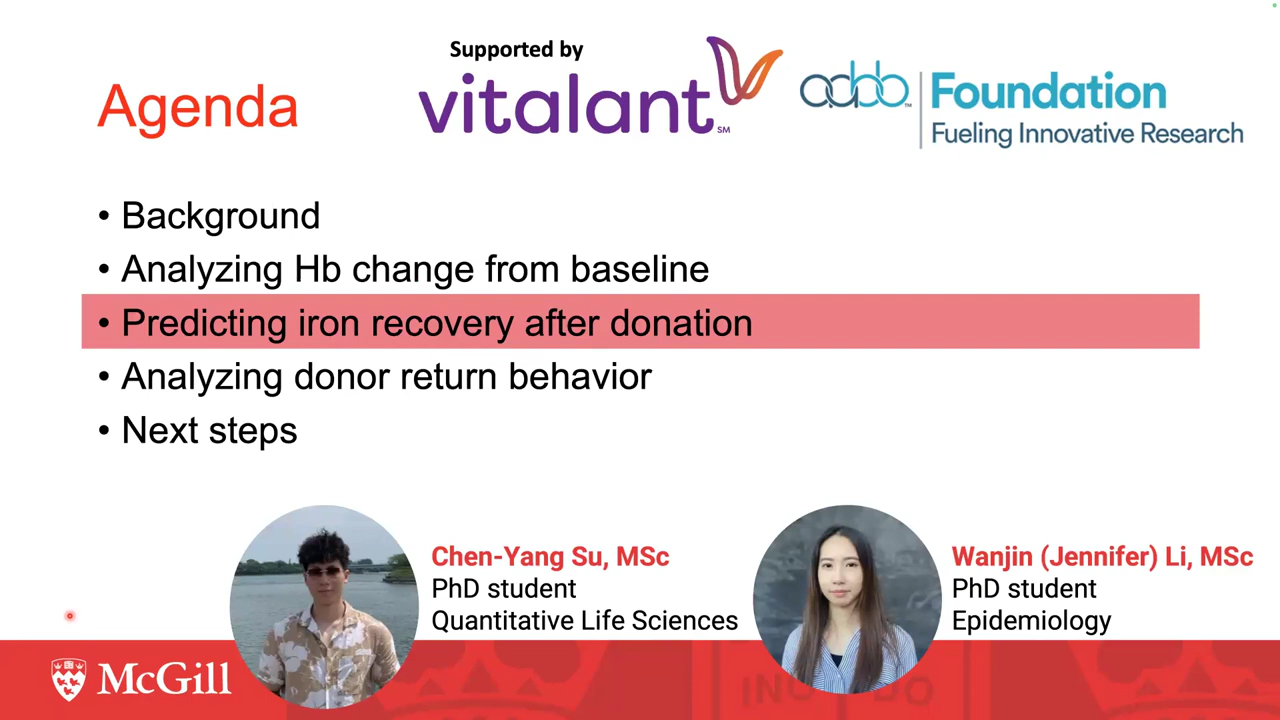 Supported by
Agenda
vitalant
SM
aabb
TM
Foundation
Fueling Innovative Research
• Background
• Analyzing Hb change from baseline
• Predicting iron recovery after donation
• Analyzing donor return behavior
• Next steps
Chen-Yang Su, MSc
PhD student
Quantitative Life Sciences
Wanjin (Jennifer) Li, MSc
PhD student
Epidemiology
McGill